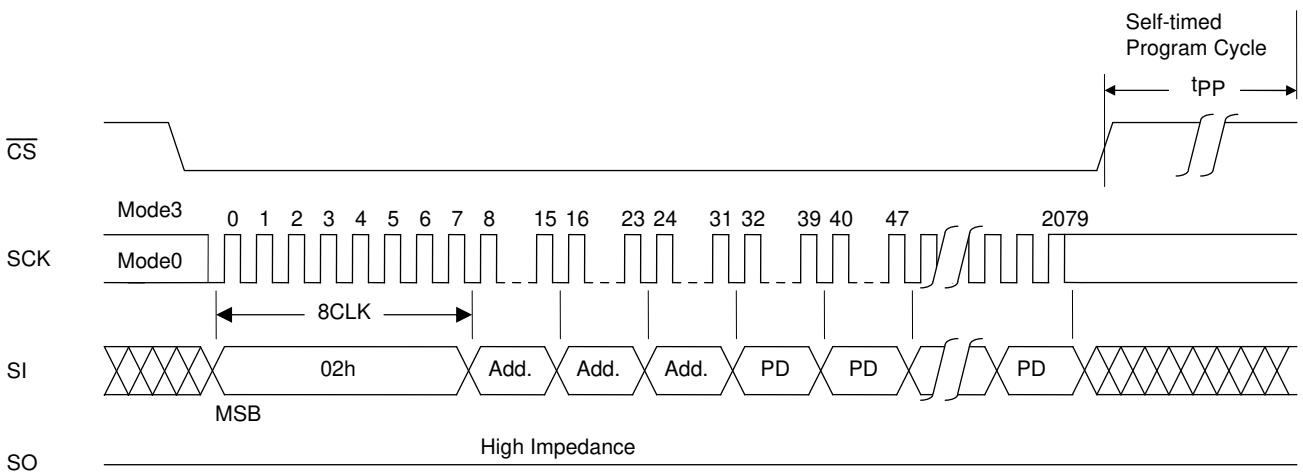 Self-timed
Program Cycle
tPP
CS
Mode3
0 1 2 3 4 5 6 7 8 15 16 23 24 31 32 39 40 47 2079
SCK
Mode0
8CLK
SI
02h Add. Add. Add. PD PD PD
MSB
High Impedance
SO